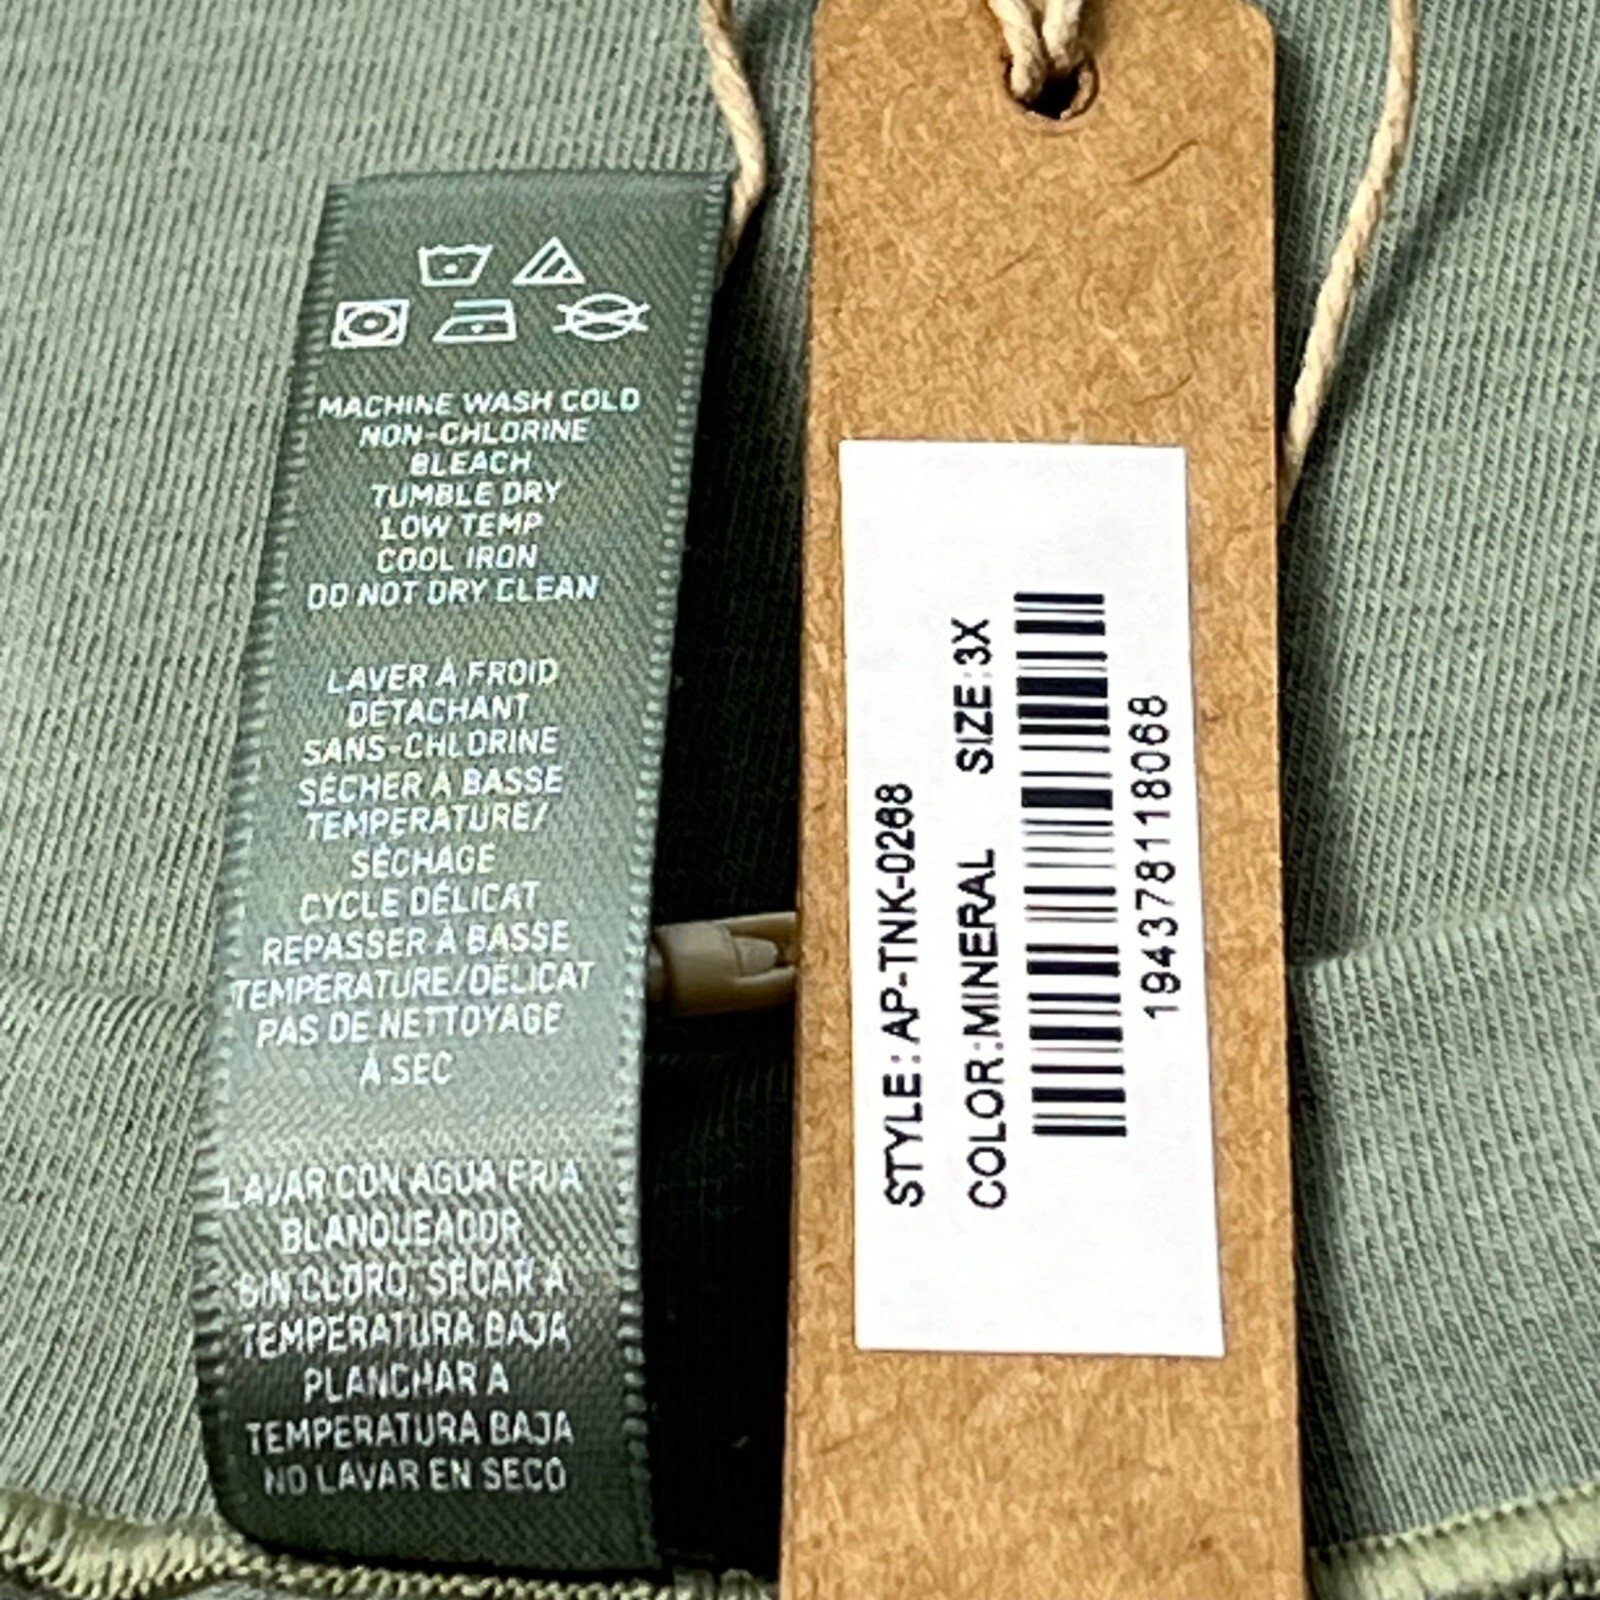 MACHINE WASH COLD
NON-CHLORINE
BLEACH
TUMBLE DRY
LOW TEMP
COOL IRON
DO NOT DRY CLEAN
LAVER À FROID
DÉTACHANT
SANS-CHLORINE
SÉCHER À BASSE
TEMPERATURE/
SÉCHAGE
CYCLE DÉLICAT
REPASSER À BASSE
TEMPERATURE/DÉLICAT
PAS DE NETTOYAGE
À SEC
LAVAR CON AGUA FRIA
BLANQUEADOR
SIN CLORO, SECAR A
TEMPERATURA BAJA
PLANCHAR A
TEMPERATURA BAJA
NO LAVAR EN SECO
STYLE: AP-TNK-0268
COLOR:MINERAL SIZE:3X
194378118068